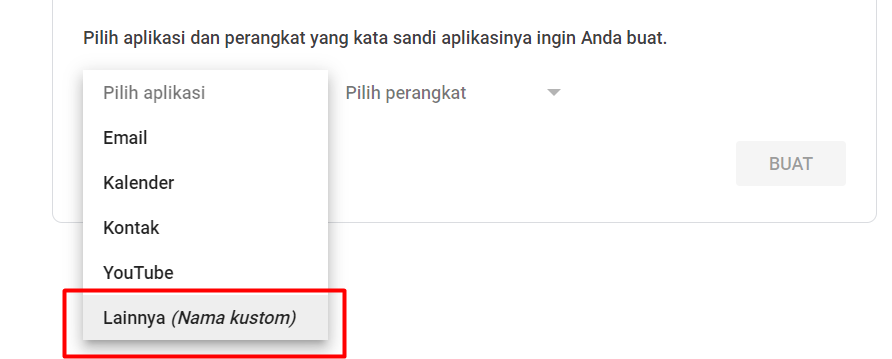 Pilih aplikasi dan perangkat yang kata sandi aplikasinya ingin Anda buat.
Pilih aplikasi
Pilih perangkat
Email
Kalender
Kontak
YouTube
Lainnya (Nama kustom)
BUAT